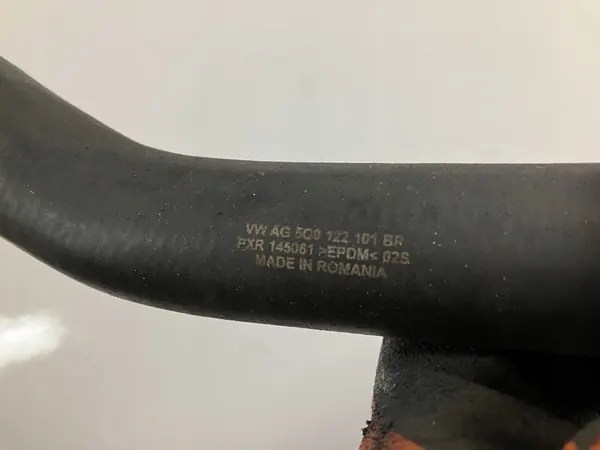 VW AG 5Q0 122 101 BR
PXR 145061 >EPDM< 02S
MADE IN ROMANIA